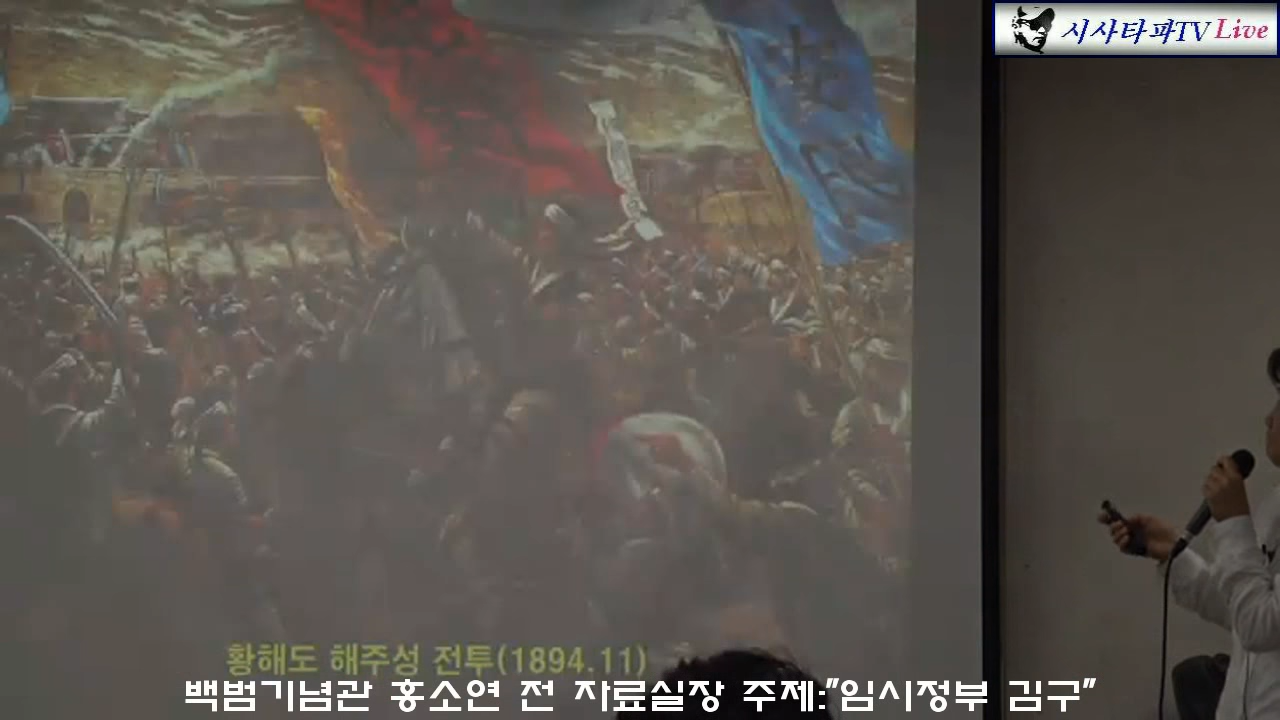 시사타파TV Live
황해도 해주성 전투(1894.11)
백범기념관 홍소연 전 자료실장 주제:"임시정부 김구"